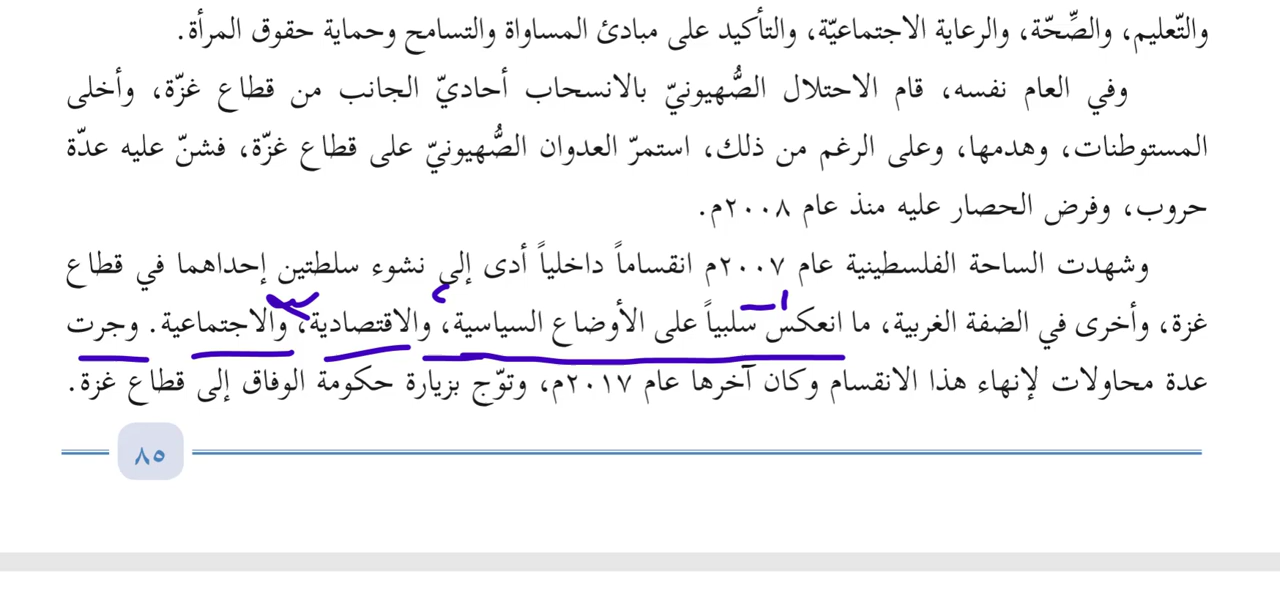 والتّعليم، والصِّحّة، والرعاية الاجتماعيّة، والتأكيد على مبادئ المساواة والتسامح وحماية حقوق المرأة.
وفي العام نفسه، قام الاحتلال الصُّهيونيّ بالانسحاب أحاديّ الجانب من قطاع غزّة، وأخلى
المستوطنات، وهدمها، وعلى الرغم من ذلك، استمرّ العدوان الصُّهيونيّ على قطاع غزّة، فشنّ عليه عدّة
حروب، وفرض الحصار عليه منذ عام ٢٠٠٨م.
وشهدت الساحة الفلسطينية عام ٢٠٠٧م انقساماً داخلياً أدى إلى نشوء سلطتين إحداهما في قطاع
غزة، وأخرى في الضفة الغربية، ما انعكس سلبياً على الأوضاع السياسية، والاقتصادية، والاجتماعية. وجرت
عدة محاولات لإنهاء هذا الانقسام وكان آخرها عام ٢٠١٧م، وتوّج بزيارة حكومة الوفاق إلى قطاع غزة.
٨٥